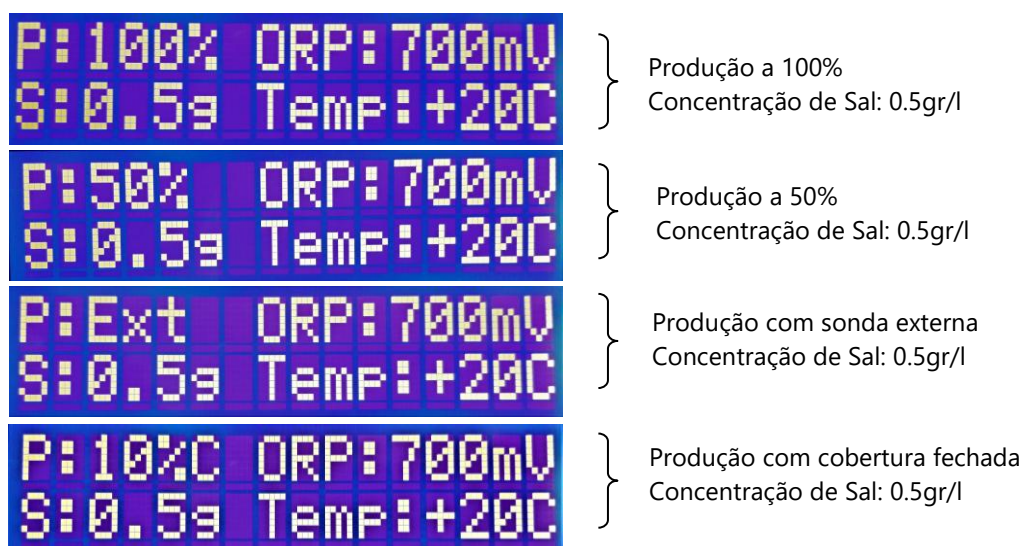 P:100% ORP:700mV
S:0.5g Temp:+20C
Produção a 100%
Concentração de Sal: 0.5gr/l
P:50% ORP:700mV
S:0.5g Temp:+20C
Produção a 50%
Concentração de Sal: 0.5gr/l
P:Ext ORP:700mV
S:0.5g Temp:+20C
Produção com sonda externa
Concentração de Sal: 0.5gr/l
P:10%C ORP:700mV
S:0.5g Temp:+20C
Produção com cobertura fechada
Concentração de Sal: 0.5gr/l